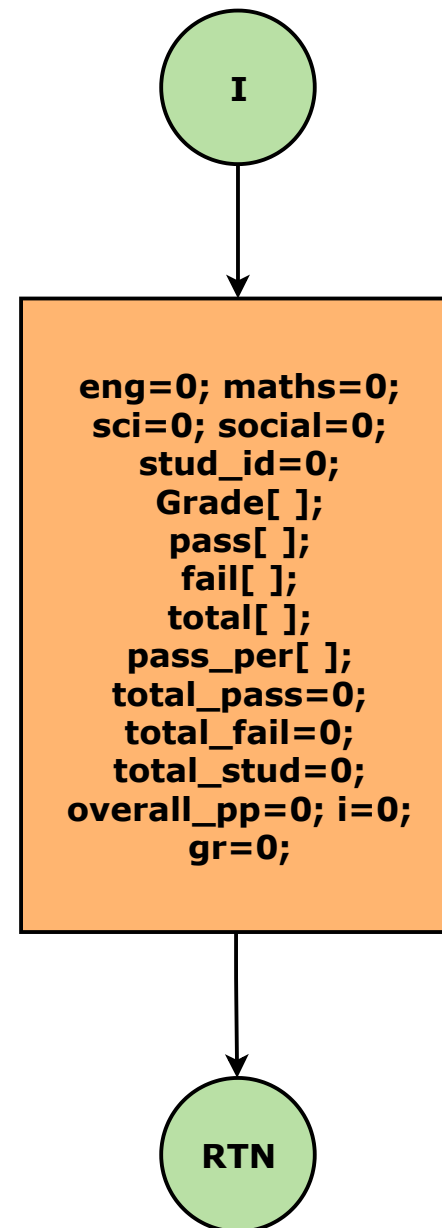 I
eng=0; maths=0;
sci=0; social=0;
stud_id=0;
Grade[ ];
pass[ ];
fail[ ];
total[ ];
pass_per[ ];
total_pass=0;
total_fail=0;
total_stud=0;
overall_pp=0; i=0;
gr=0;
RTN